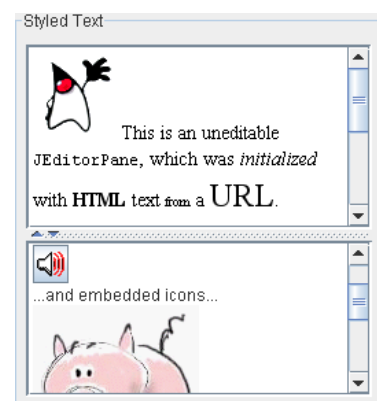 Styled Text
This is an uneditable
JEditorPane, which was initialized
with HTML text from a URL.
...and embedded icons...